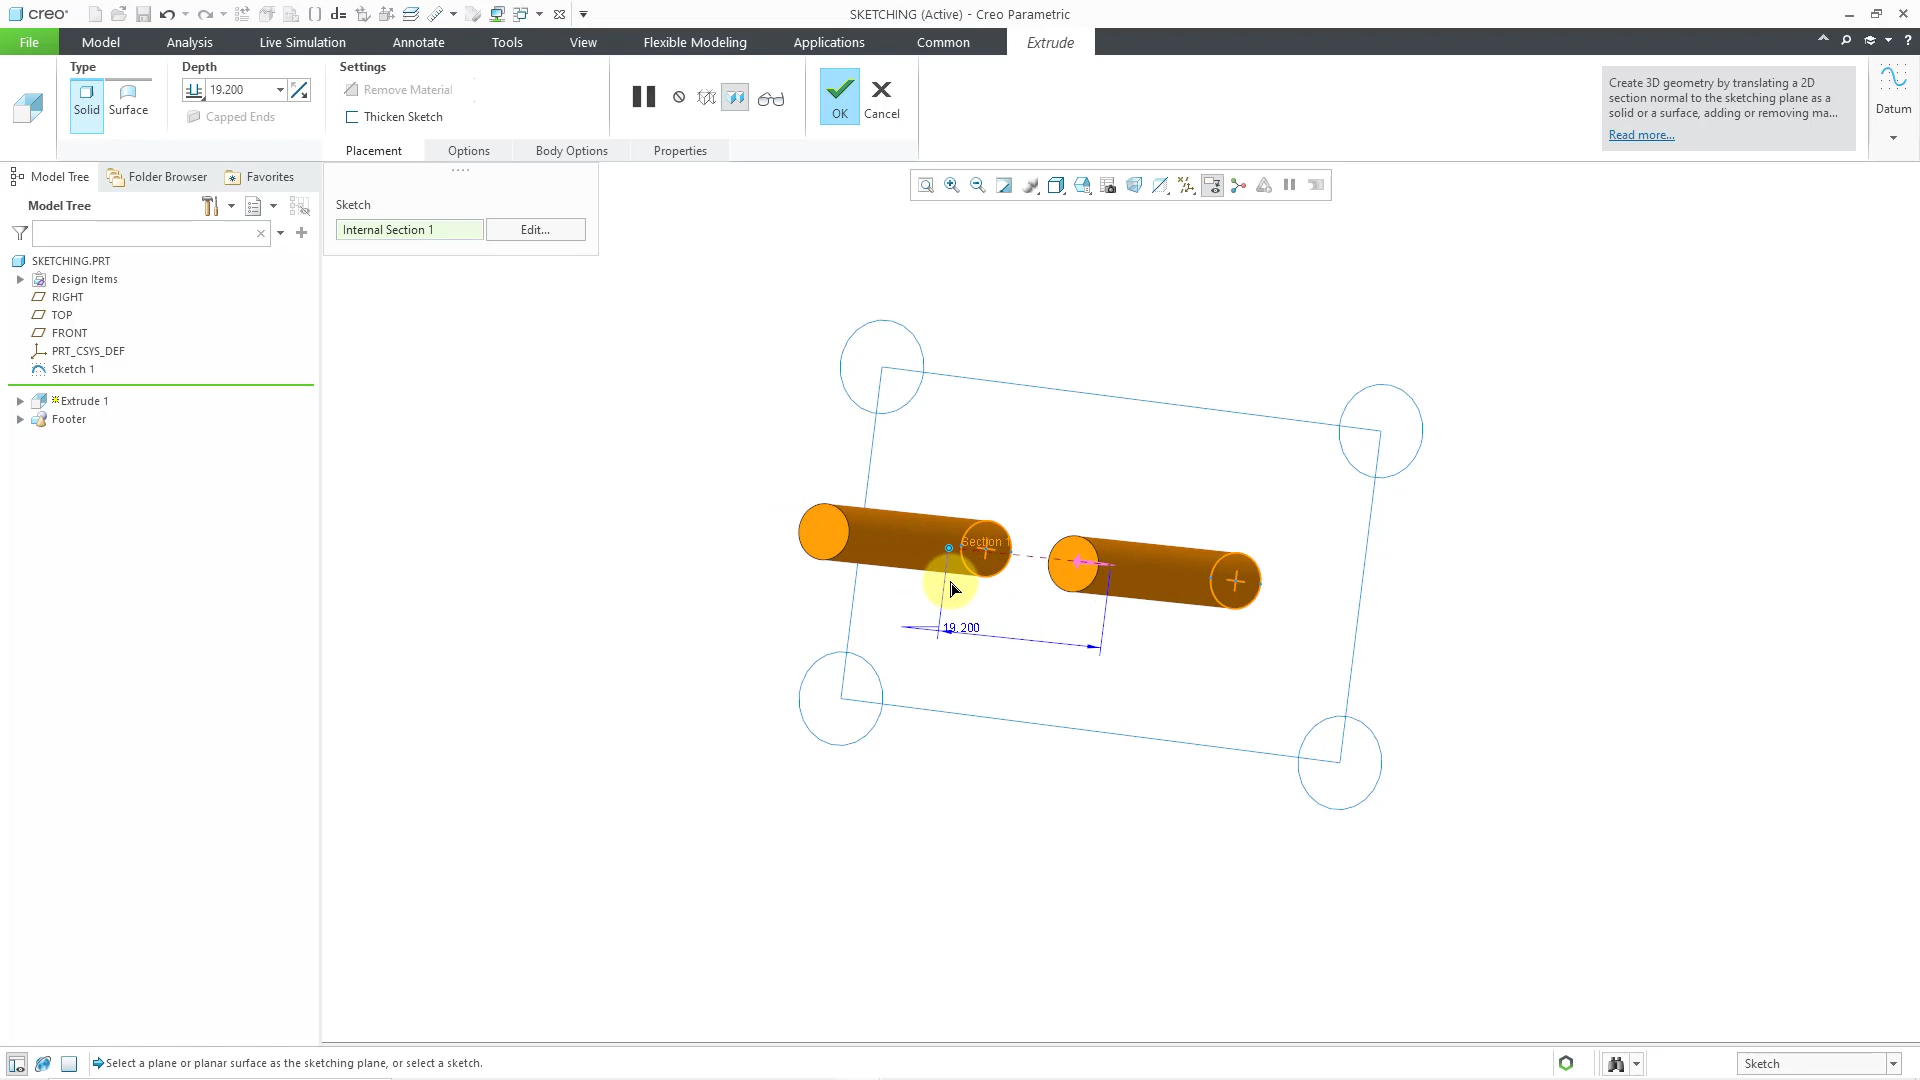 creo
SKETCHING (Active) - Creo Parametric
File
Model
Analysis
Live Simulation
Annotate
Tools
View
Flexible Modeling
Applications
Common
Extrude
Type
Depth
Settings
Solid
Surface
19.200
Capped Ends
Remove Material
Thicken Sketch
OK
Cancel
Create 3D geometry by translating a 2D
section normal to the sketching plane as a
solid or a surface, adding or removing ma...
Read more...
Datum
Placement
Options
Body Options
Properties
Model Tree
Folder Browser
Favorites
Model Tree
SKETCHING.PRT
Design Items
RIGHT
TOP
FRONT
PRT_CSYS_DEF
Sketch 1
Extrude 1
Footer
Sketch
Internal Section 1
Edit...
Section 1
19.200
Select a plane or planar surface as the sketching plane, or select a sketch.
Sketch